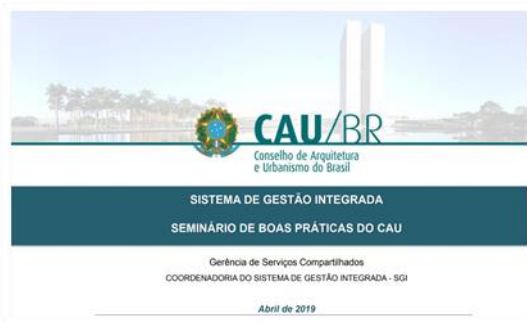 CAU/BR
Conselho de Arquitetura
e Urbanismo do Brasil
SISTEMA DE GESTÃO INTEGRADA
SEMINÁRIO DE BOAS PRÁTICAS DO CAU
Gerência de Serviços Compartilhados
COORDENADORIA DO SISTEMA DE GESTÃO INTEGRADA - SGI
Abril de 2019